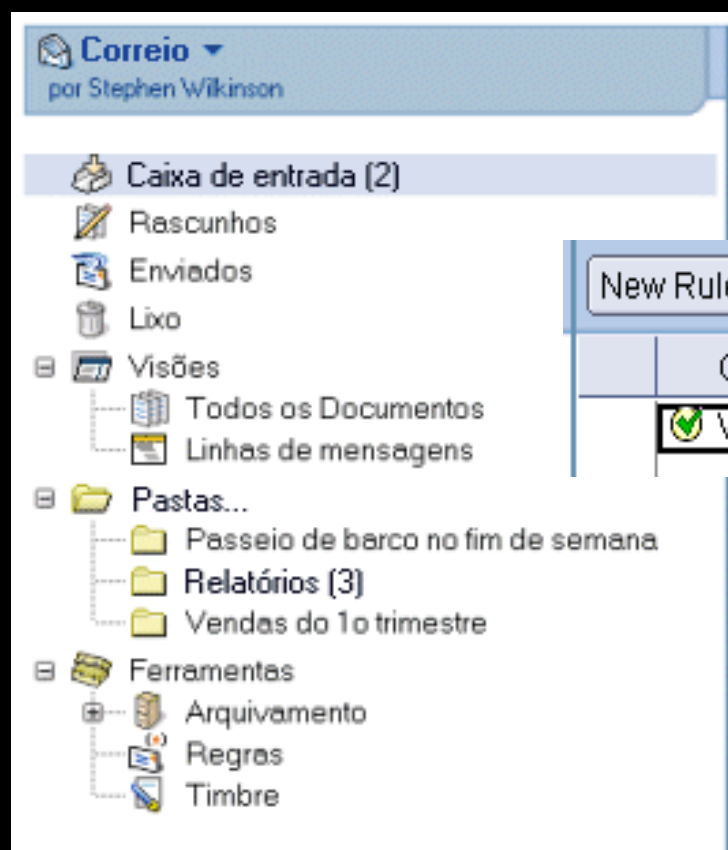 Correio
por Stephen Wilkinson
Caixa de entrada (2)
Rascunhos
Enviados
Lixo
Visões
Todos os Documentos
Linhas de mensagens
Pastas...
Passeio de barco no fim de semana
Relatórios (3)
Vendas do 1o trimestre
Ferramentas
Arquivamento
Regras
Timbre
New